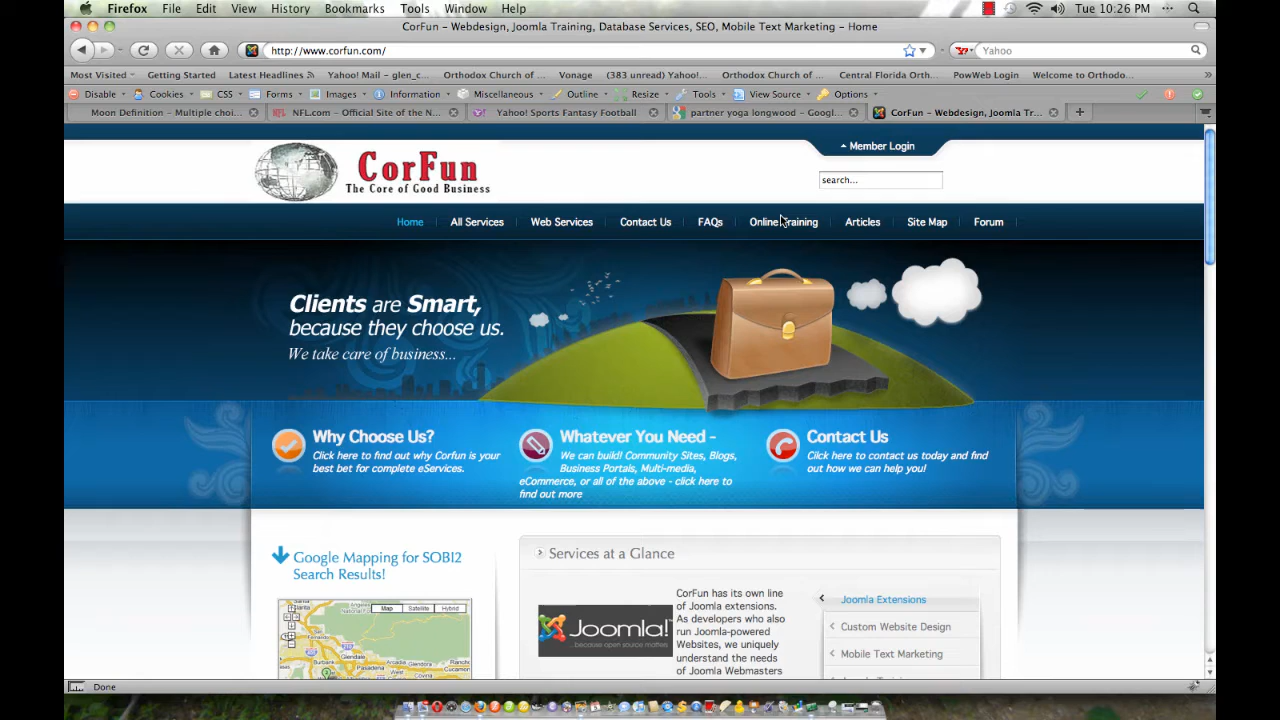 Firefox File Edit View History Bookmarks Tools Window Help Tue 10:26 PM
CorFun – Webdesign, Joomla Training, Database Services, SEO, Mobile Text Marketing – Home
http://www.corfun.com/ Yahoo
Most Visited Getting Started Latest Headlines Yahoo! Mail – glen_c... Orthodox Church of ... Vonage (383 unread) Yahoo!... Orthodox Church of ... Central Florida Orth... PowWeb Login Welcome to Orthodo... »
Disable Cookies CSS Forms Images Information Miscellaneous Outline Resize Tools View Source Options
Moon Definition – Multiple choi... NFL.com – Official Site of the N... Yahoo! Sports Fantasy Football partner yoga longwood – Googl... CorFun – Webdesign, Joomla Tr...
Member Login
CorFun
The Core of Good Business
search...
Home All Services Web Services Contact Us FAQs Online Training Articles Site Map Forum
Clients are Smart,
because they choose us.
We take care of business...
Why Choose Us?
Click here to find out why Corfun is your
best bet for complete eServices.
Whatever You Need -
We can build! Community Sites, Blogs,
Business Portals, Multi-media,
eCommerce, or all of the above - click here to
find out more
Contact Us
Click here to contact us today and find
out how we can help you!
Google Mapping for SOBI2
Search Results!
Map Satellite Hybrid
Glendale
Pasadena
Burbank
Services at a Glance
Joomla!
...because open source matters
CorFun has its own line
of Joomla extensions.
As developers who also
run Joomla-powered
Websites, we uniquely
understand the needs
of Joomla Webmasters
Joomla Extensions
Custom Website Design
Mobile Text Marketing
Done